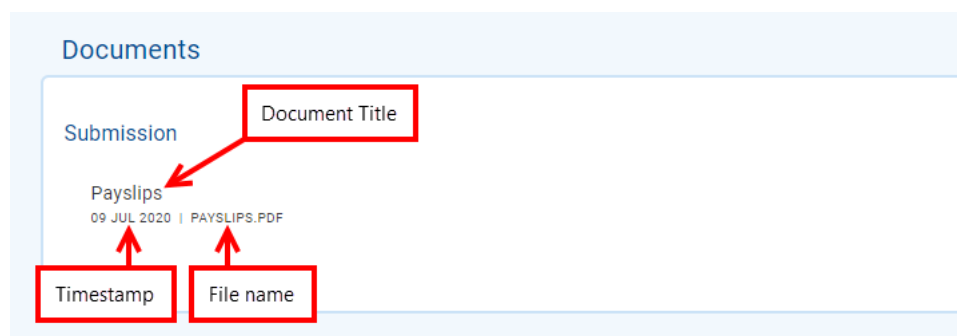 Documents
Document Title
Submission
Payslips
09 JUL 2020 | PAYSLIPS.PDF
Timestamp
File name